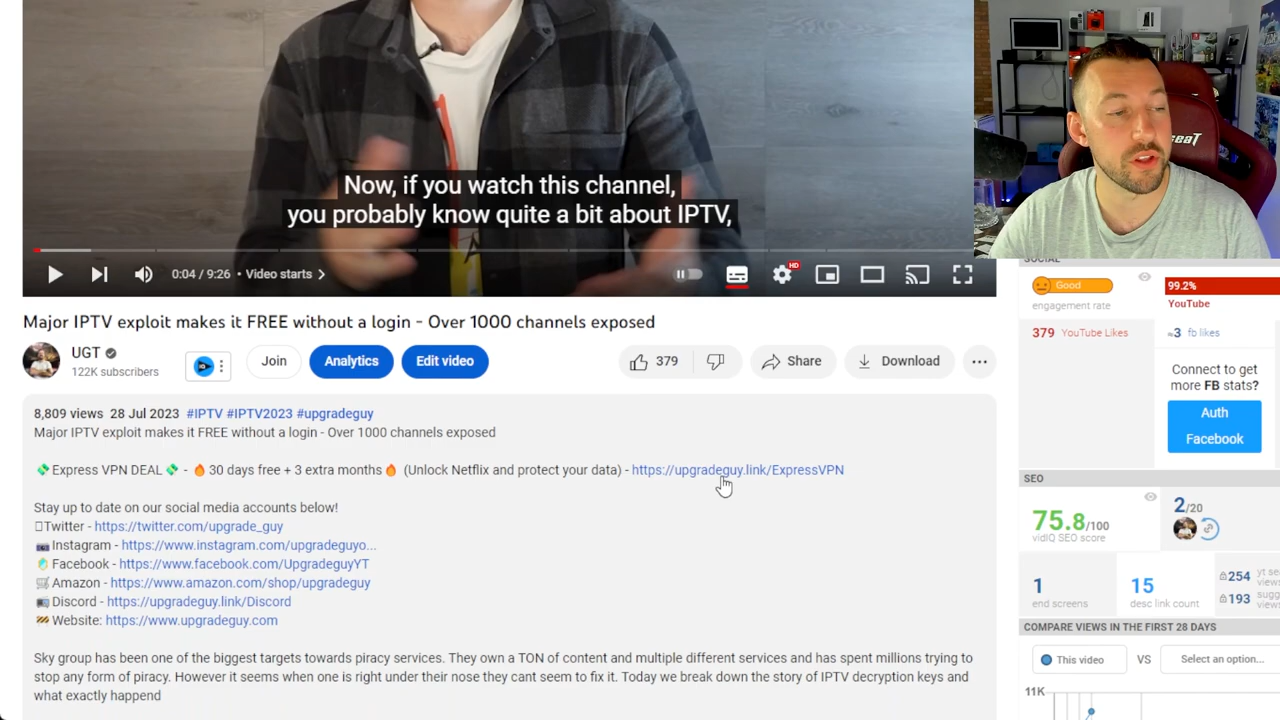 Now, if you watch this channel,
you probably know quite a bit about IPTV,
0:04 / 9:26 • Video starts
HD
Major IPTV exploit makes it FREE without a login - Over 1000 channels exposed
UGT
122K subscribers
Join
Analytics
Edit video
379
Share
Download
8,809 views 28 Jul 2023 #IPTV #IPTV2023 #upgradeguy
Major IPTV exploit makes it FREE without a login - Over 1000 channels exposed
💸Express VPN DEAL💸 - 🔥30 days free + 3 extra months🔥 (Unlock Netflix and protect your data) - https://upgradeguy.link/ExpressVPN
Stay up to date on our social media accounts below!
Twitter - https://twitter.com/upgrade_guy
Instagram - https://www.instagram.com/upgradeguyo...
Facebook - https://www.facebook.com/UpgradeguyYT
Amazon - https://www.amazon.com/shop/upgradeguy
Discord - https://upgradeguy.link/Discord
Website: https://www.upgradeguy.com
Sky group has been one of the biggest targets towards piracy services. They own a TON of content and multiple different services and has spent millions trying to
stop any form of piracy. However it seems when one is right under their nose they cant seem to fix it. Today we break down the story of IPTV decryption keys and
what exactly happend
SOCIAL
Good
engagement rate
99.2%
YouTube
379 YouTube Likes
3 fb likes
Connect to get
more FB stats?
Auth
Facebook
SEO
75.8/100
vidIQ SEO score
2/20
1
end screens
15
desc link count
254
yt se
views
193
sugg
views
COMPARE VIEWS IN THE FIRST 28 DAYS
This video
VS
Select an option...
11K